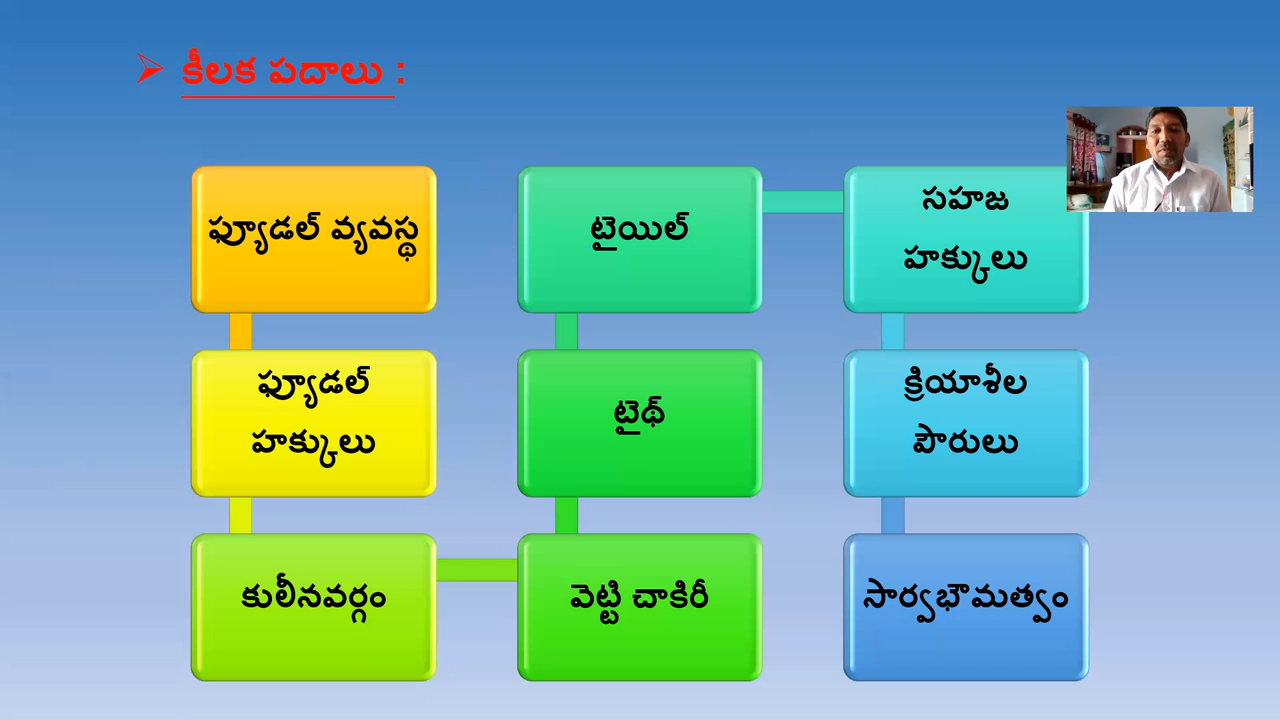 కీలక పదాలు :
ఫ్యూడల్ వ్యవస్థ
ఫ్యూడల్
హక్కులు
కులీనవర్గం
వెట్టి చాకిరీ
టైథ్
టైయిల్
సహజ
హక్కులు
క్రియాశీల
పౌరులు
సార్వభౌమత్వం